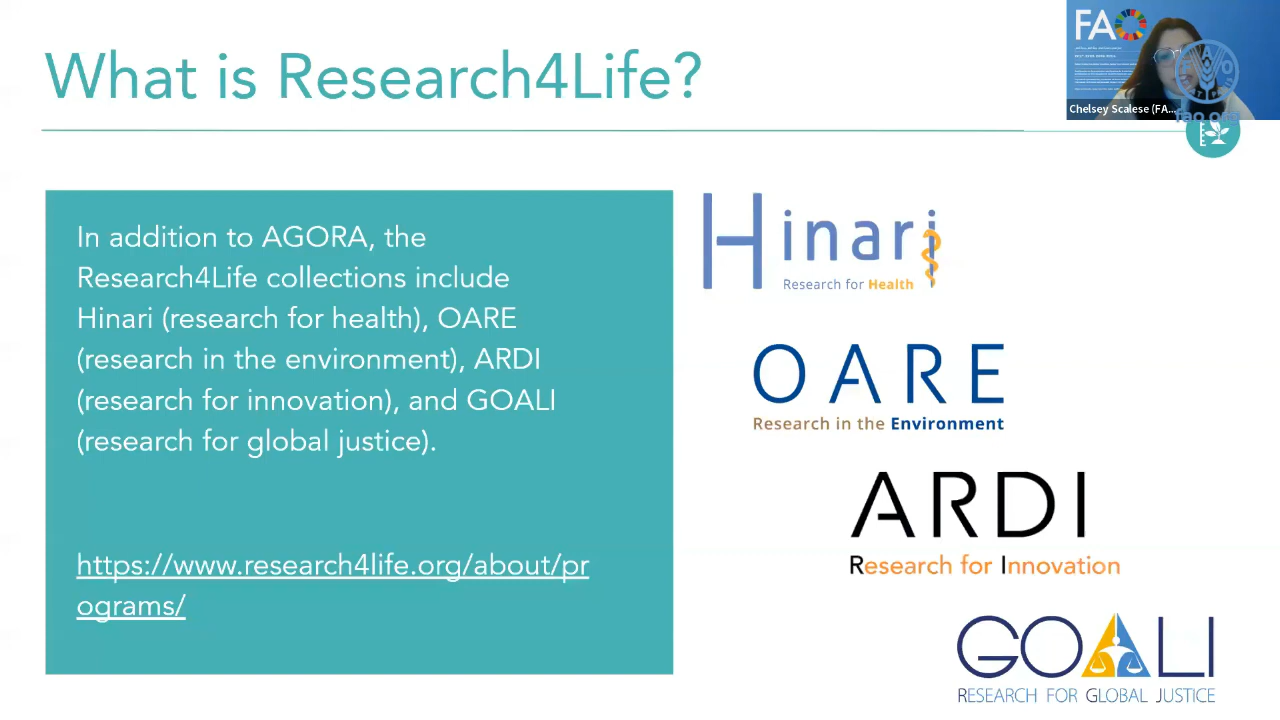 What is Research4Life?
FAO
Chelsey Scalese (FA...
fao.org
In addition to AGORA, the
Research4Life collections include
Hinari (research for health), OARE
(research in the environment), ARDI
(research for innovation), and GOALI
(research for global justice).
https://www.research4life.org/about/pr
ograms/
Hinari
Research for Health
OARE
Research in the Environment
ARDI
Research for Innovation
GOALI
RESEARCH FOR GLOBAL JUSTICE